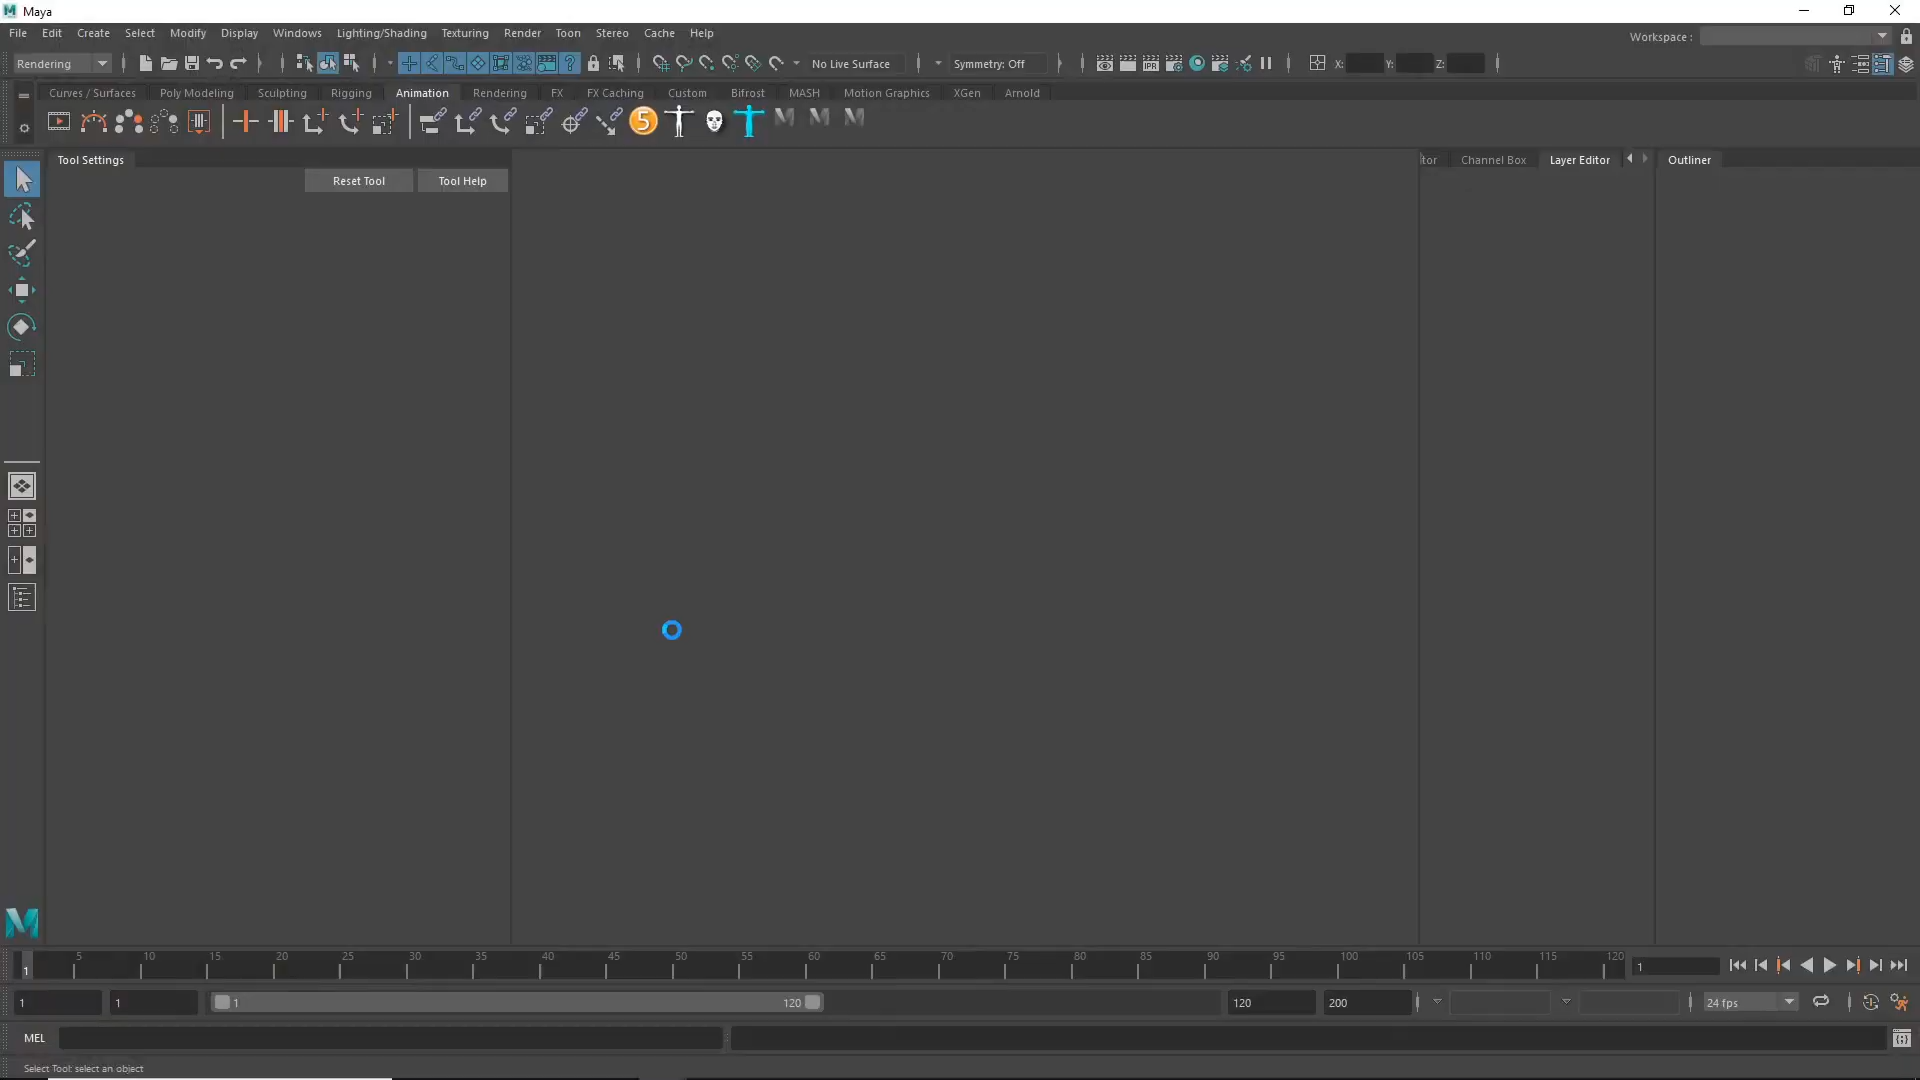 Maya
File Edit Create Select Modify Display Windows Lighting/Shading Texturing Render Toon Stereo Cache Help
Workspace :
Rendering No Live Surface Symmetry: Off X: Y: Z:
Curves / Surfaces Poly Modeling Sculpting Rigging Animation Rendering FX FX Caching Custom Bifrost MASH Motion Graphics XGen Arnold
IPR
5
Tool Settings tor Channel Box Layer Editor Outliner
Reset Tool Tool Help
5 10 15 20 25 30 35 40 45 50 55 60 65 70 75 80 85 90 95 100 105 110 115 120
1 1
1 1 1 120 120 200 24 fps
MEL
Select Tool: select an object